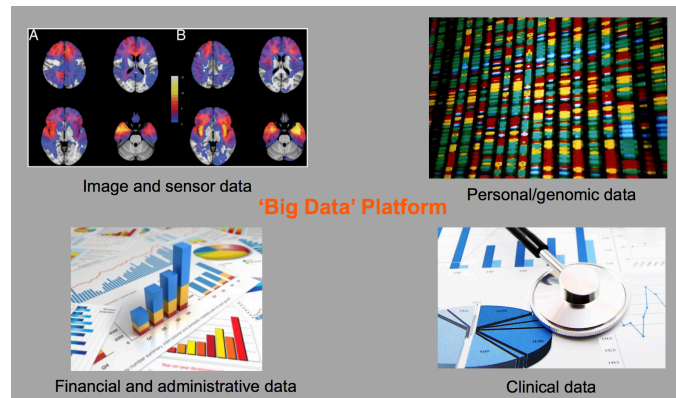 A
B
Image and sensor data
Personal/genomic data
‘Big Data’ Platform
Financial and administrative data
Clinical data